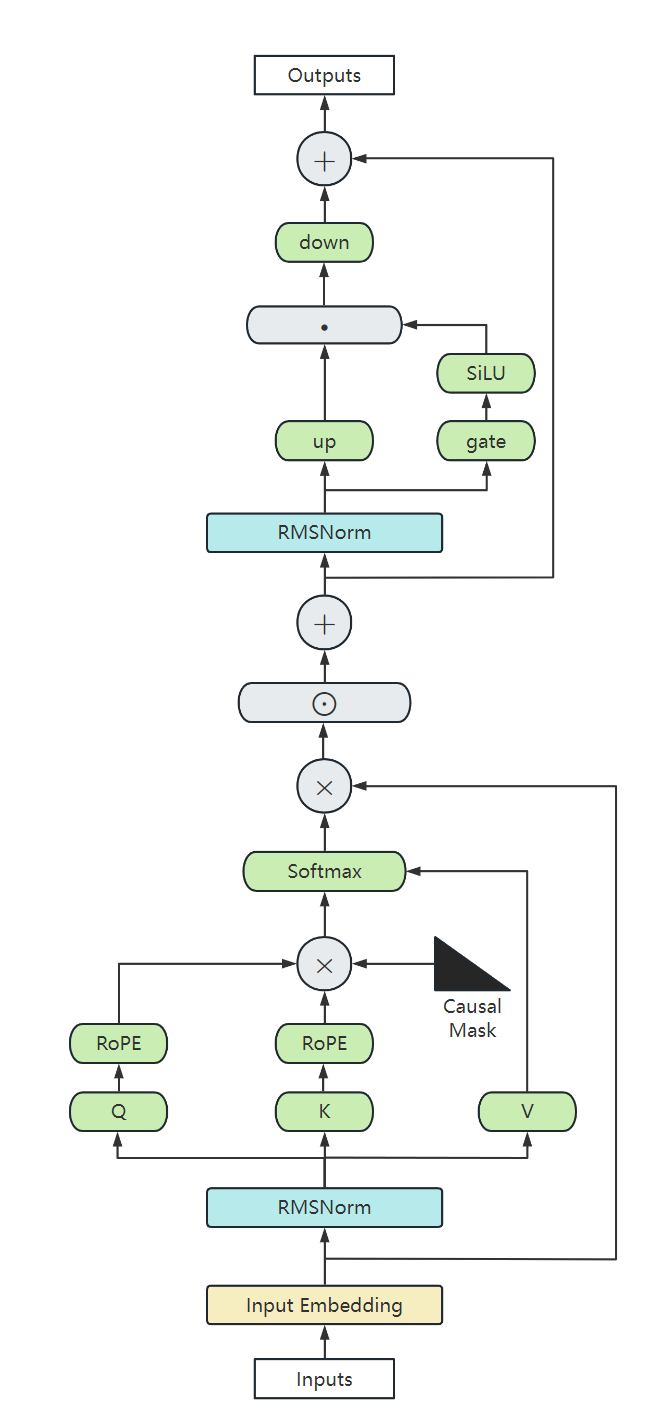 Outputs
+
down
·
SiLU
up
gate
RMSNorm
+
⊙
×
Softmax
×
Causal
Mask
RoPE
RoPE
Q
K
V
RMSNorm
Input Embedding
Inputs